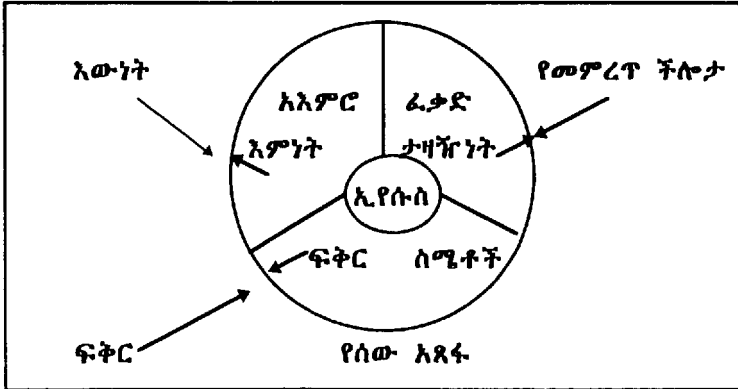 እውነት
የመምረጥ ችሎታ
አእምሮ
ፈቃድ
እምነት
ታዛዥነት
ኢየሱስ
ፍቅር
ስሜቶች
ፍቅር
የሰው አጸፋ